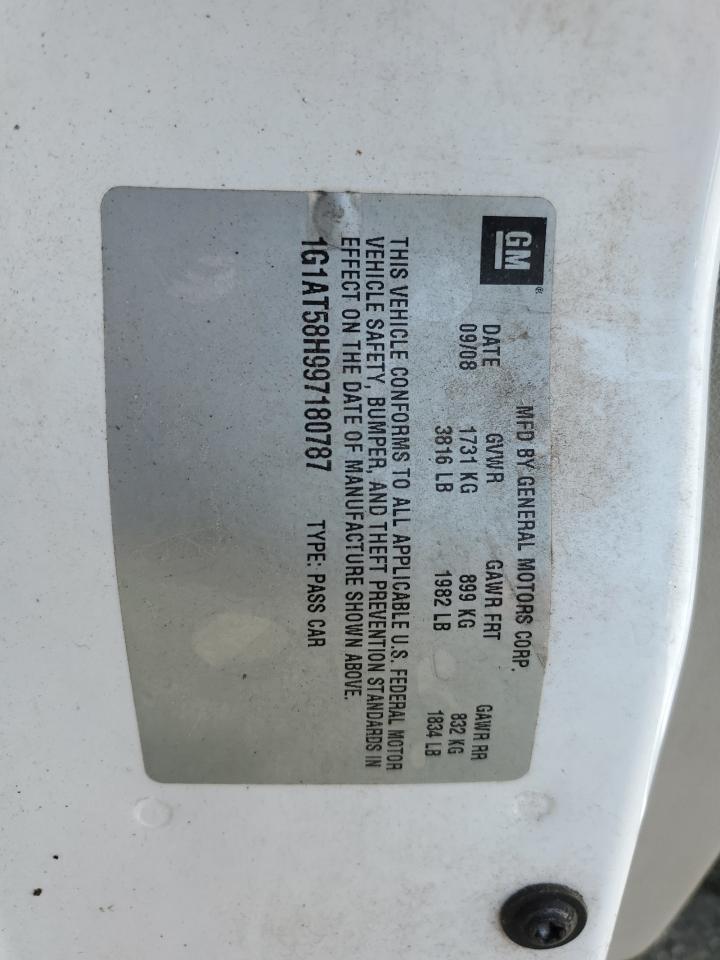 GM ®
MFD BY GENERAL MOTORS CORP.
DATE GVWR GAWR FRT GAWR RR
09/08 1731 KG 899 KG 832 KG
3816 LB 1982 LB 1834 LB
THIS VEHICLE CONFORMS TO ALL APPLICABLE U.S. FEDERAL MOTOR
VEHICLE SAFETY, BUMPER, AND THEFT PREVENTION STANDARDS IN
EFFECT ON THE DATE OF MANUFACTURE SHOWN ABOVE.
1G1AT58H997180787 TYPE: PASS CAR